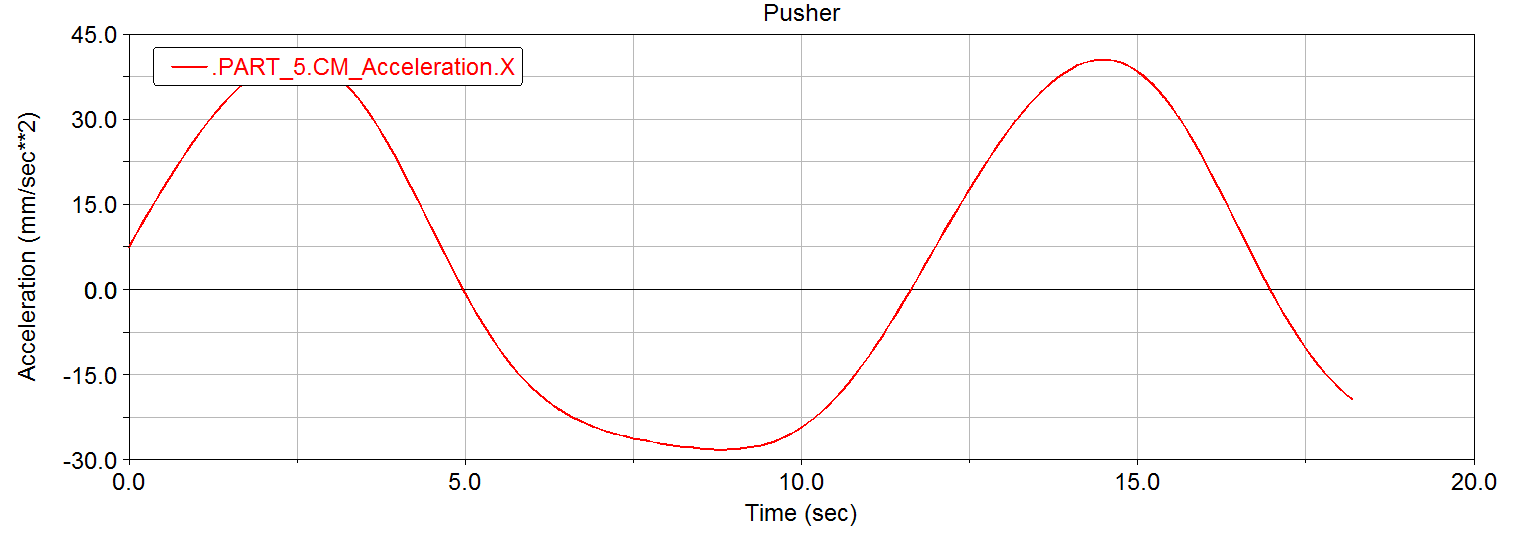 Pusher
45.0
30.0
15.0
0.0
-15.0
-30.0
Acceleration (mm/sec**2)
.PART_5.CM_Acceleration.X
0.0 5.0 10.0 15.0 20.0
Time (sec)